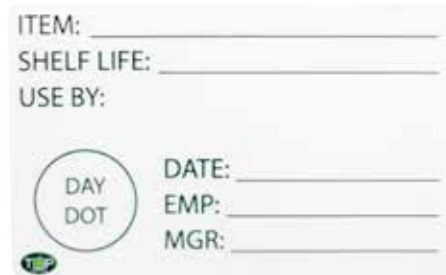 ITEM:
SHELF LIFE:
USE BY:
DAY
DOT
DATE:
EMP:
MGR: